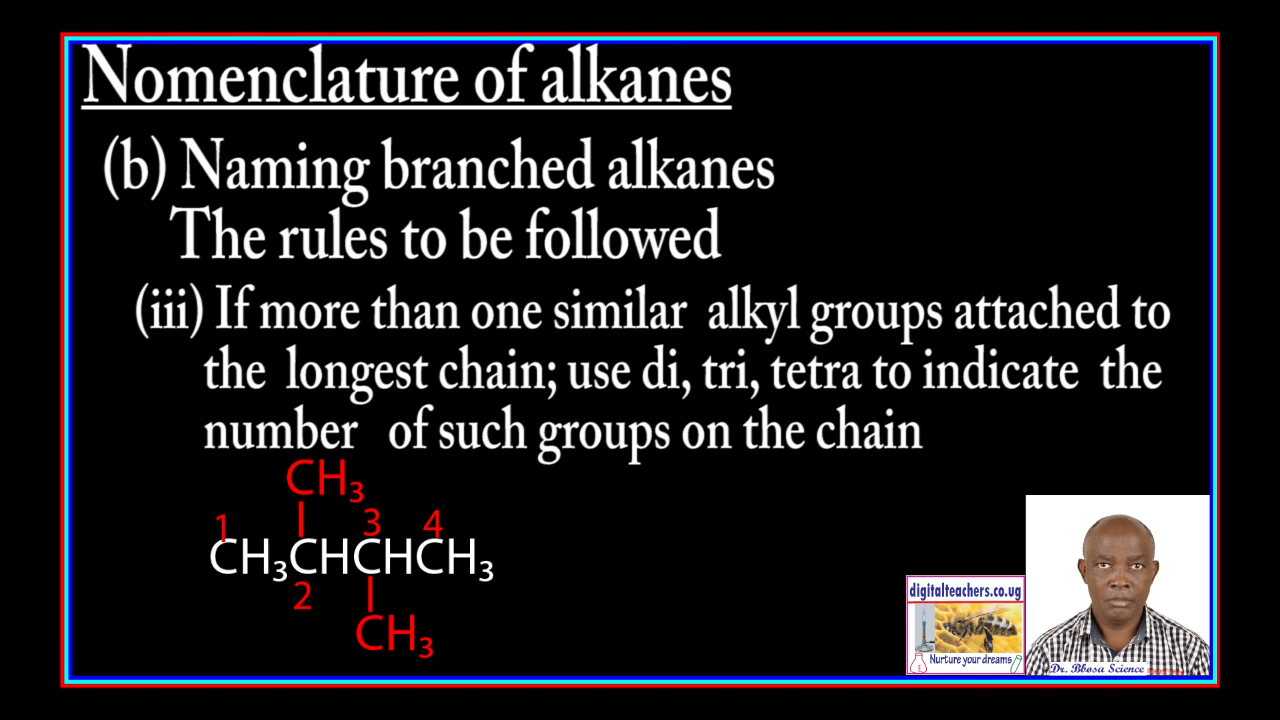 Nomenclature of alkanes
(b) Naming branched alkanes
The rules to be followed
(iii) If more than one similar alkyl groups attached to
the longest chain; use di, tri, tetra to indicate the
number of such groups on the chain
CH₃
1 3 4
CH₃CHCHCH₃
2
CH₃
digitalteachers.co.ug
Nurture your dreams
Dr. Bbosa Science